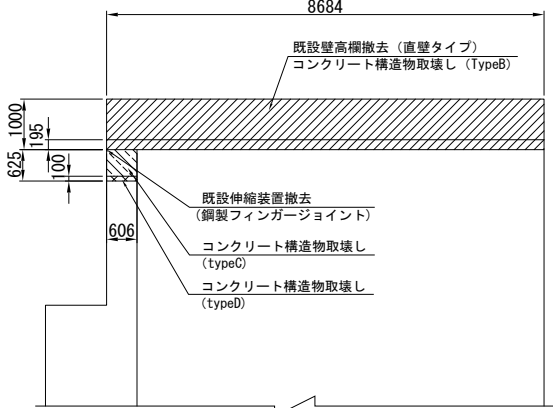 8684
既設壁高欄撤去（直壁タイプ）
コンクリート構造物取壊し（TypeB）
1000
195
625
100
既設伸縮装置撤去
（鋼製フィンガージョイント）
606
コンクリート構造物取壊し
(typeC)
コンクリート構造物取壊し
(typeD)